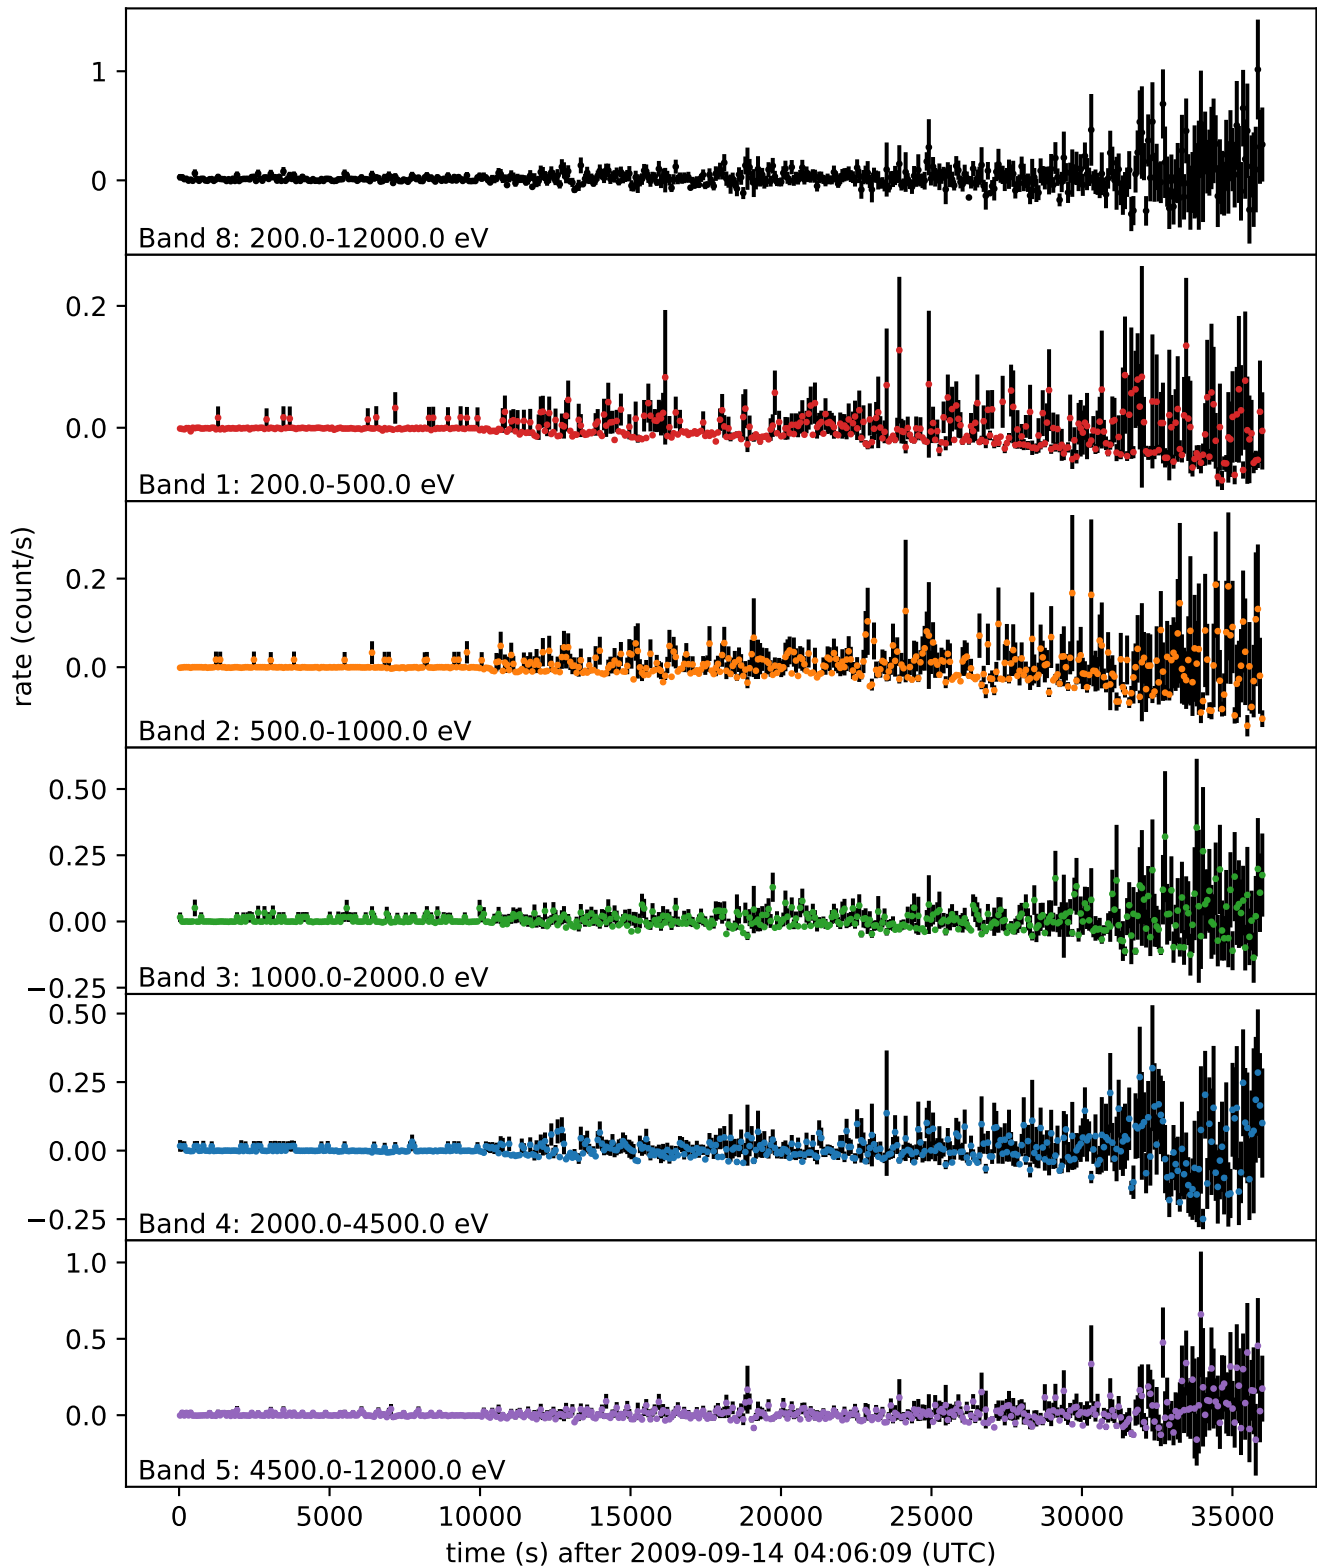 1
0
Band 8: 200.0-12000.0 eV
0.2
0.0
Band 1: 200.0-500.0 eV
rate (count/s)
0.2
0.0
Band 2: 500.0-1000.0 eV
0.50
0.25
0.00
−0.25
Band 3: 1000.0-2000.0 eV
0.50
0.25
0.00
−0.25
Band 4: 2000.0-4500.0 eV
1.0
0.5
0.0
Band 5: 4500.0-12000.0 eV
0 5000 10000 15000 20000 25000 30000 35000
time (s) after 2009-09-14 04:06:09 (UTC)